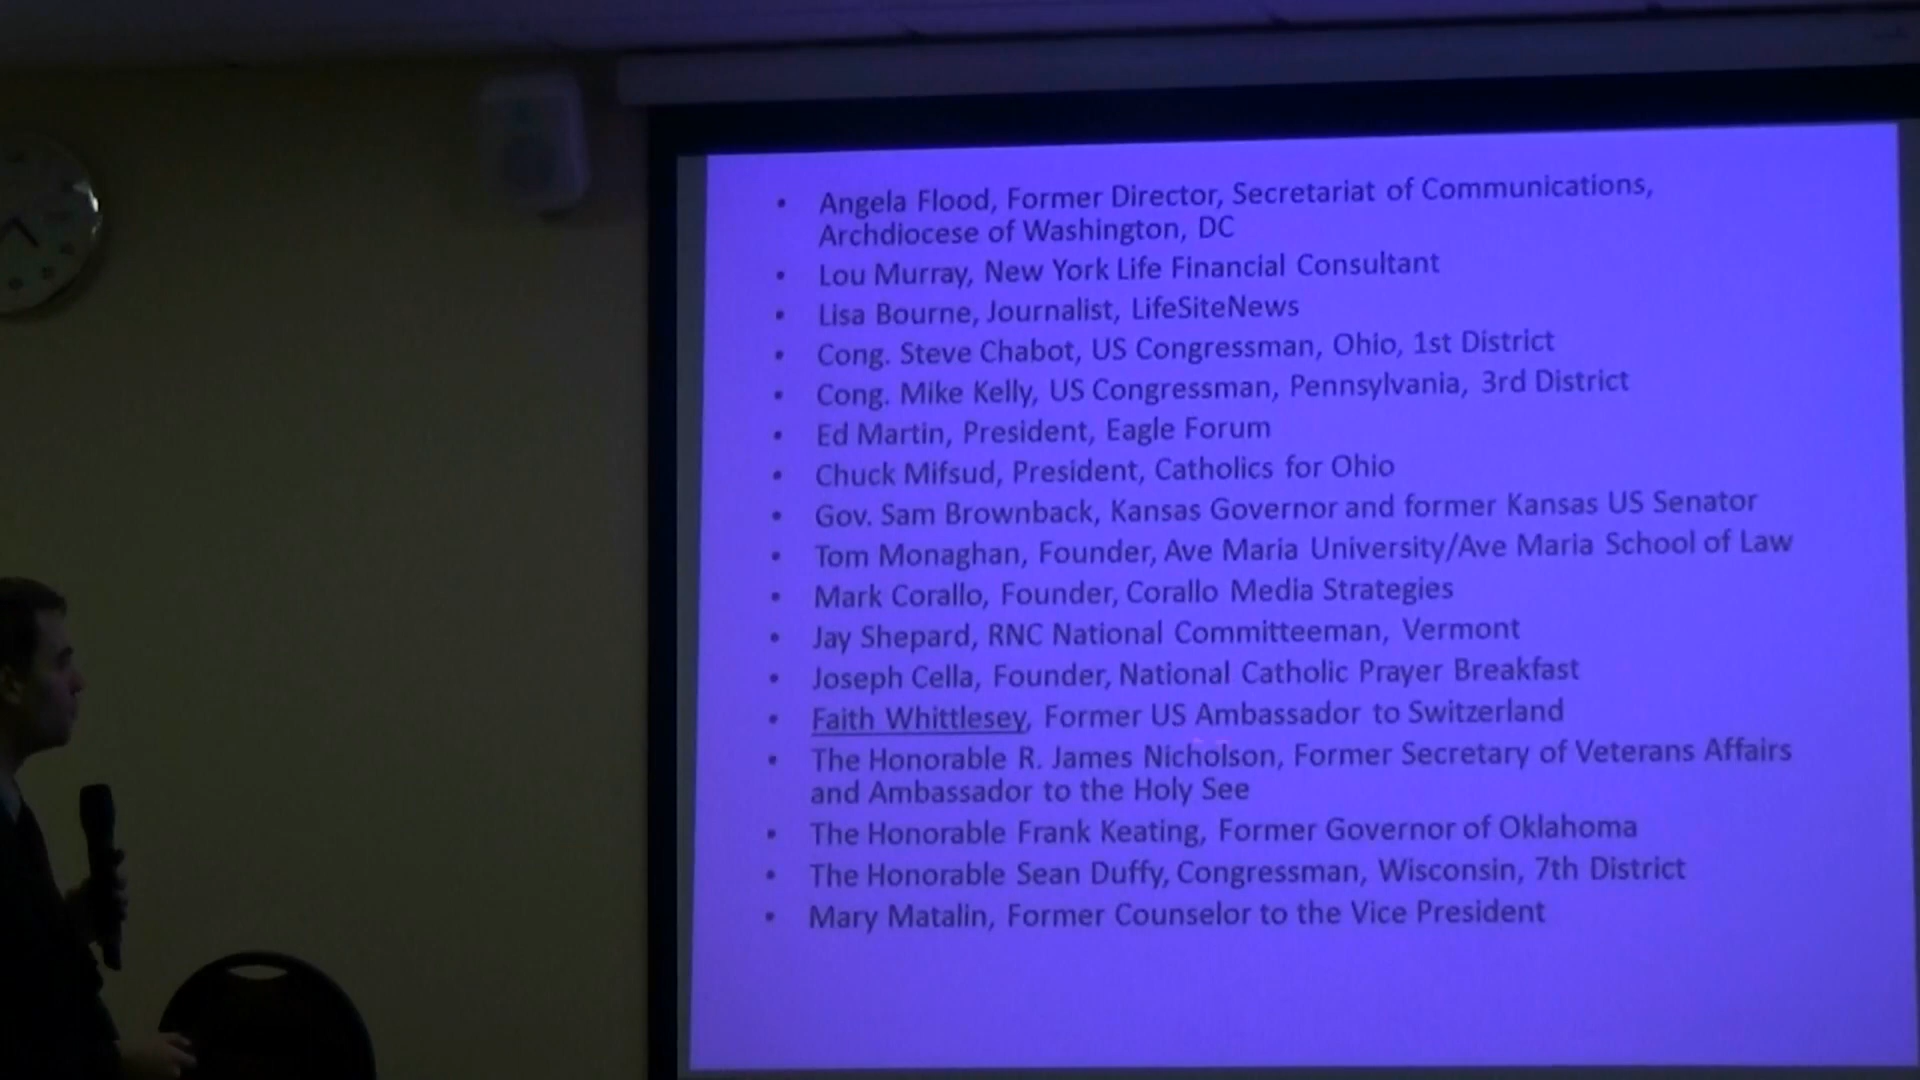 • Angela Flood, Former Director, Secretariat of Communications,
Archdiocese of Washington, DC
• Lou Murray, New York Life Financial Consultant
• Lisa Bourne, Journalist, LifeSiteNews
• Cong. Steve Chabot, US Congressman, Ohio, 1st District
• Cong. Mike Kelly, US Congressman, Pennsylvania, 3rd District
• Ed Martin, President, Eagle Forum
• Chuck Mifsud, President, Catholics for Ohio
• Gov. Sam Brownback, Kansas Governor and former Kansas US Senator
• Tom Monaghan, Founder, Ave Maria University/Ave Maria School of Law
• Mark Corallo, Founder, Corallo Media Strategies
• Jay Shepard, RNC National Committeeman, Vermont
• Joseph Cella, Founder, National Catholic Prayer Breakfast
• Faith Whittlesey, Former US Ambassador to Switzerland
• The Honorable R. James Nicholson, Former Secretary of Veterans Affairs
and Ambassador to the Holy See
• The Honorable Frank Keating, Former Governor of Oklahoma
• The Honorable Sean Duffy, Congressman, Wisconsin, 7th District
• Mary Matalin, Former Counselor to the Vice President